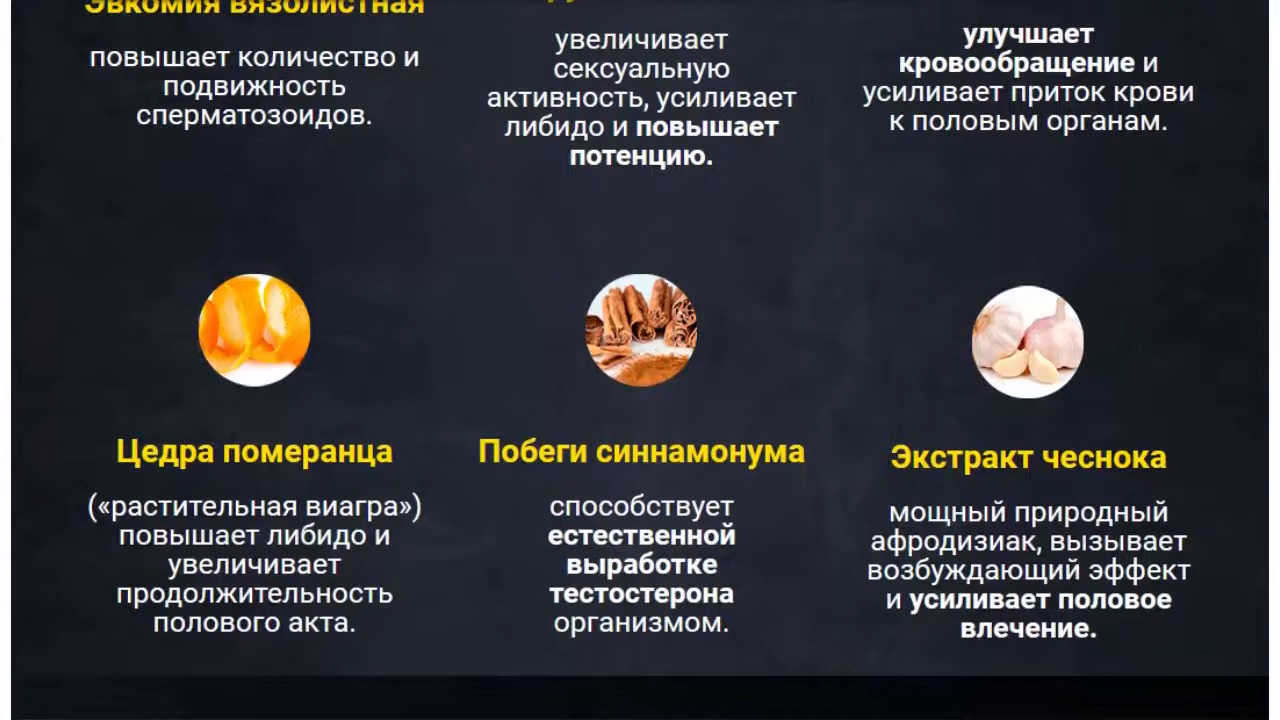 Эвкомия вязолистная
повышает количество и
подвижность
сперматозоидов.
увеличивает
сексуальную
активность, усиливает
либидо и повышает
потенцию.
улучшает
кровообращение и
усиливает приток крови
к половым органам.
Цедра померанца
(«растительная виагра»)
повышает либидо и
увеличивает
продолжительность
полового акта.
Побеги синнамонума
способствует
естественной
выработке
тестостерона
организмом.
Экстракт чеснока
мощный природный
афродизиак, вызывает
возбуждающий эффект
и усиливает половое
влечение.